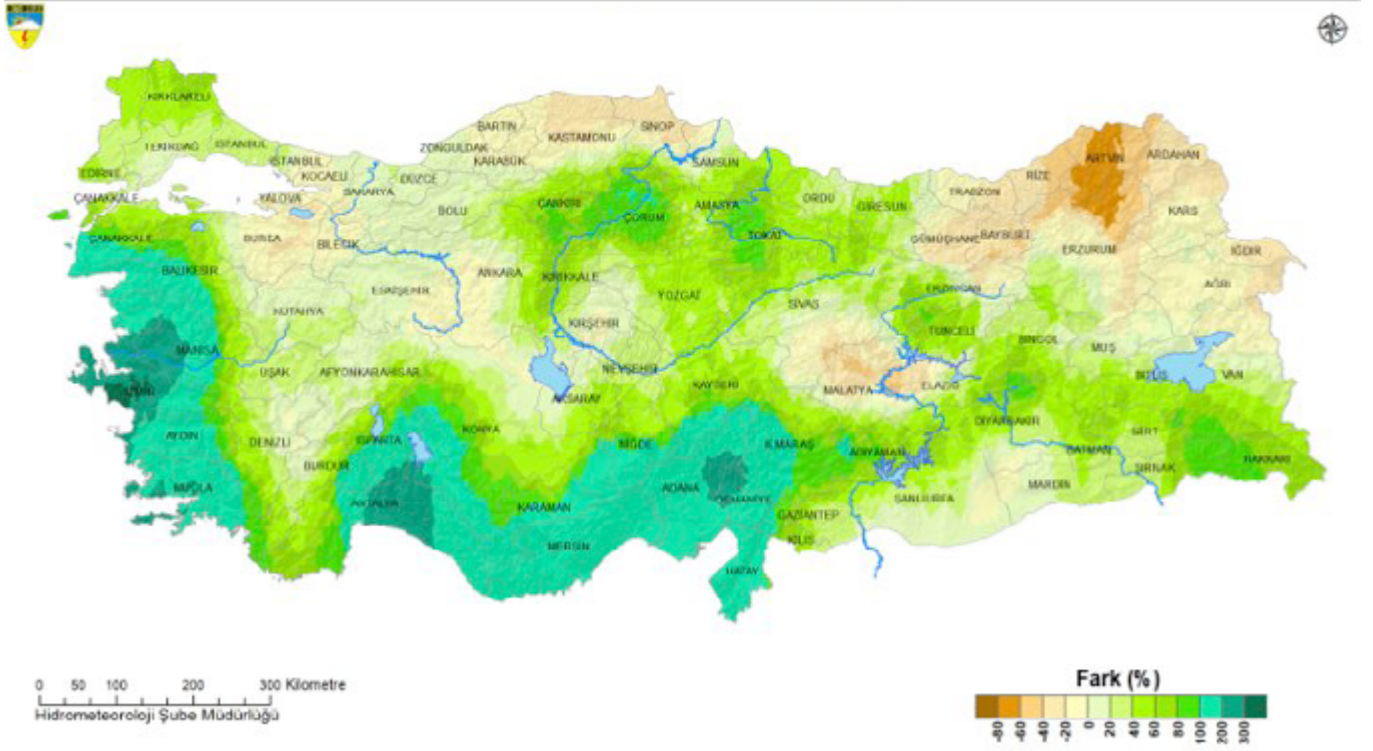 KIRKLARELİ
TEKİRDAĞ
İSTANBUL
EDİRNE
ÇANAKKALE
İSTANBUL
KOCAELİ
YALOVA
SAKARYA
DÜZCE
ZONGULDAK
BARTIN
KARABÜK
KASTAMONU
SİNOP
SAMSUN
BOLU
ÇANKIRI
ÇORUM
AMASYA
TOKAT
ORDU
GİRESUN
TRABZON
RİZE
ARTVİN
ARDAHAN
KARS
GÜMÜŞHANE
BAYBURT
ERZURUM
IĞDIR
AĞRI
ÇANAKKALE
BALIKESİR
BURSA
BİLECİK
ESKİŞEHİR
ANKARA
KIRIKKALE
YOZGAT
SİVAS
ERZİNCAN
TUNCELİ
BİNGÖL
MUŞ
BİTLİS
VAN
KÜTAHYA
KIRŞEHİR
MANİSA
UŞAK
AFYONKARAHİSAR
NEVŞEHİR
KAYSERİ
MALATYA
ELAZIĞ
İZMİR
AKSARAY
AYDIN
DENİZLİ
ISPARTA
KONYA
NİĞDE
K.MARAŞ
ADIYAMAN
DİYARBAKIR
BATMAN
SİİRT
ŞIRNAK
HAKKARİ
BURDUR
MUĞLA
ANTALYA
KARAMAN
ADANA
OSMANİYE
GAZİANTEP
ŞANLIURFA
MARDİN
KİLİS
MERSİN
HATAY
0 50 100 200 300 Kilometre
Hidrometeoroloji Şube Müdürlüğü
Fark (%)
-80 -60 -40 -20 0 20 40 60 80 100 200 300